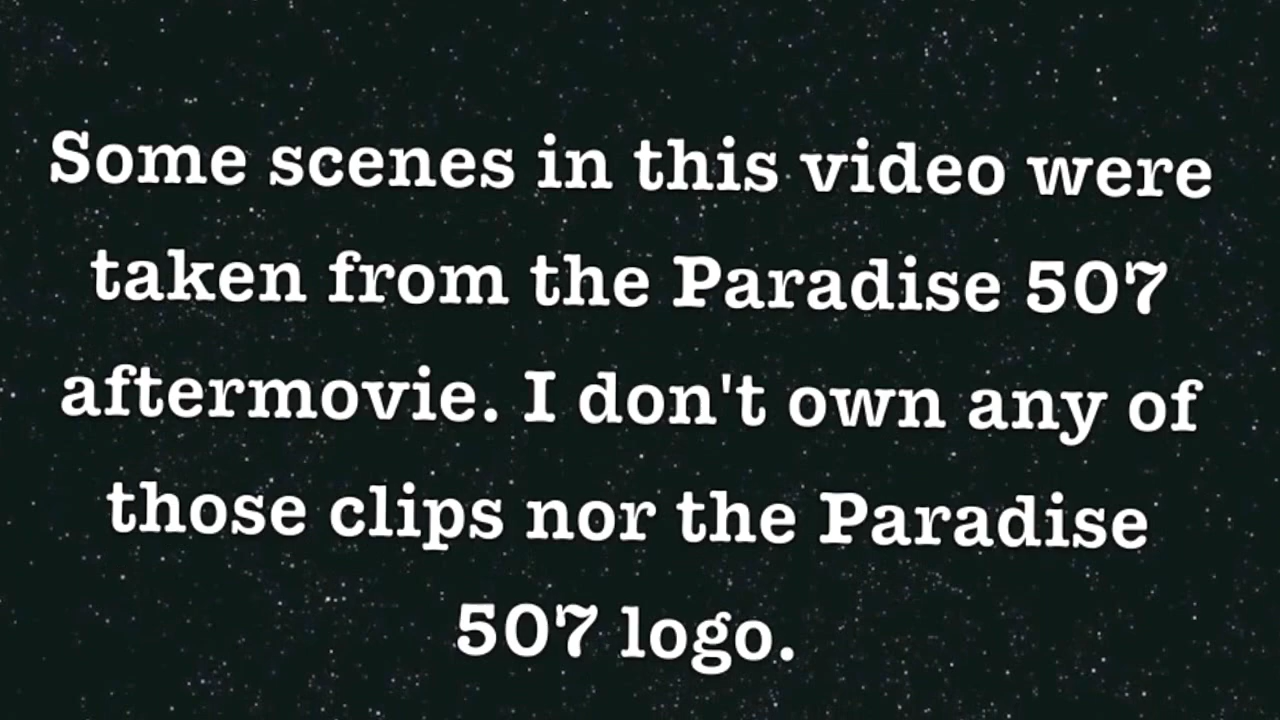 Some scenes in this video were
taken from the Paradise 507
aftermovie. I don't own any of
those clips nor the Paradise
507 logo.